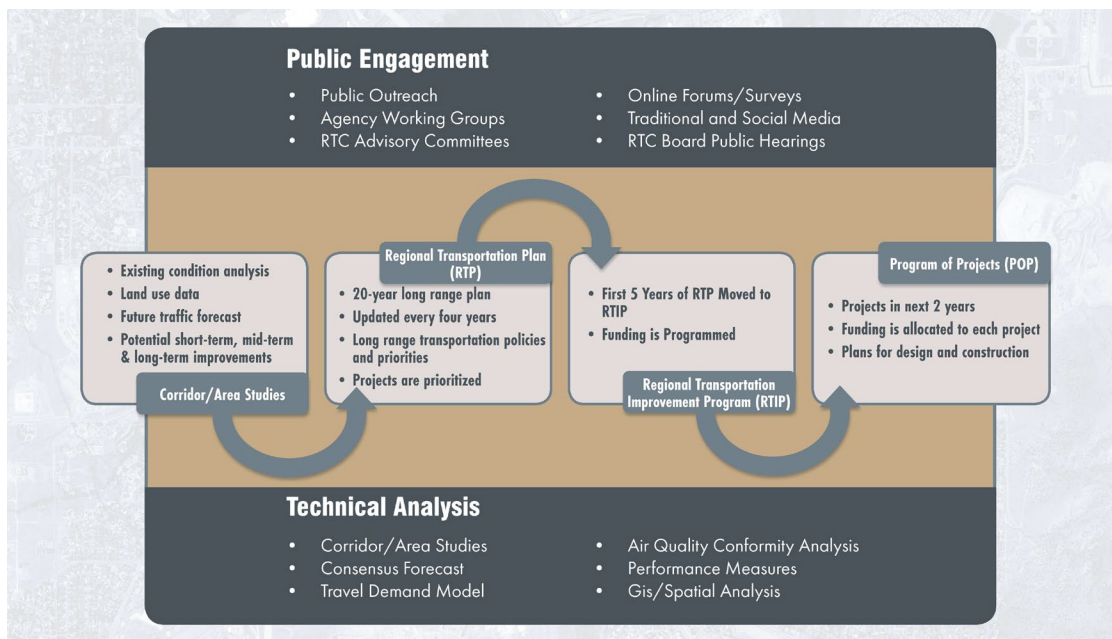 Public Engagement
• Public Outreach
• Agency Working Groups
• RTC Advisory Committees
• Online Forums/Surveys
• Traditional and Social Media
• RTC Board Public Hearings
• Existing condition analysis
• Land use data
• Future traffic forecast
• Potential short-term, mid-term
& long-term improvements
Corridor/Area Studies
Regional Transportation Plan
(RTP)
• 20-year long range plan
• Updated every four years
• Long range transportation policies
and priorities
• Projects are prioritized
• First 5 Years of RTP Moved to
RTIP
• Funding is Programmed
Regional Transportation
Improvement Program (RTIP)
Program of Projects (POP)
• Projects in next 2 years
• Funding is allocated to each project
• Plans for design and construction
Technical Analysis
• Corridor/Area Studies
• Consensus Forecast
• Travel Demand Model
• Air Quality Conformity Analysis
• Performance Measures
• Gis/Spatial Analysis